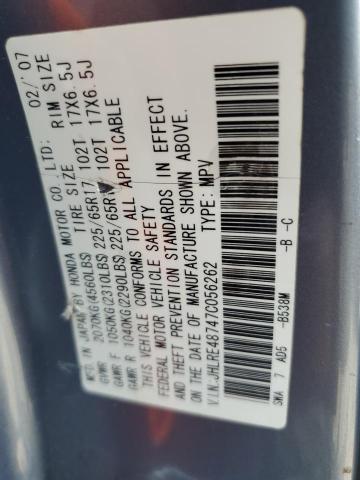 MFD.IN JAPAN BY HONDA MOTOR CO. LTD: 02/'07
TIRE SIZE RIM SIZE
GVWR 2070KG(4560LBS)
GAWR F 1050KG(2310LBS) 225/65R17 102T 17X6.5J
GAWR R 1040KG(2290LBS) 225/65R17 102T 17X6.5J
THIS VEHICLE CONFORMS TO ALL APPLICABLE
FEDERAL MOTOR VEHICLE SAFETY
AND THEFT PREVENTION STANDARDS IN EFFECT
ON THE DATE OF MANUFACTURE SHOWN ABOVE.
V.I.N:JHLRE48747C056262 TYPE:MPV
SWA 7 AD5 -B538M -B -C